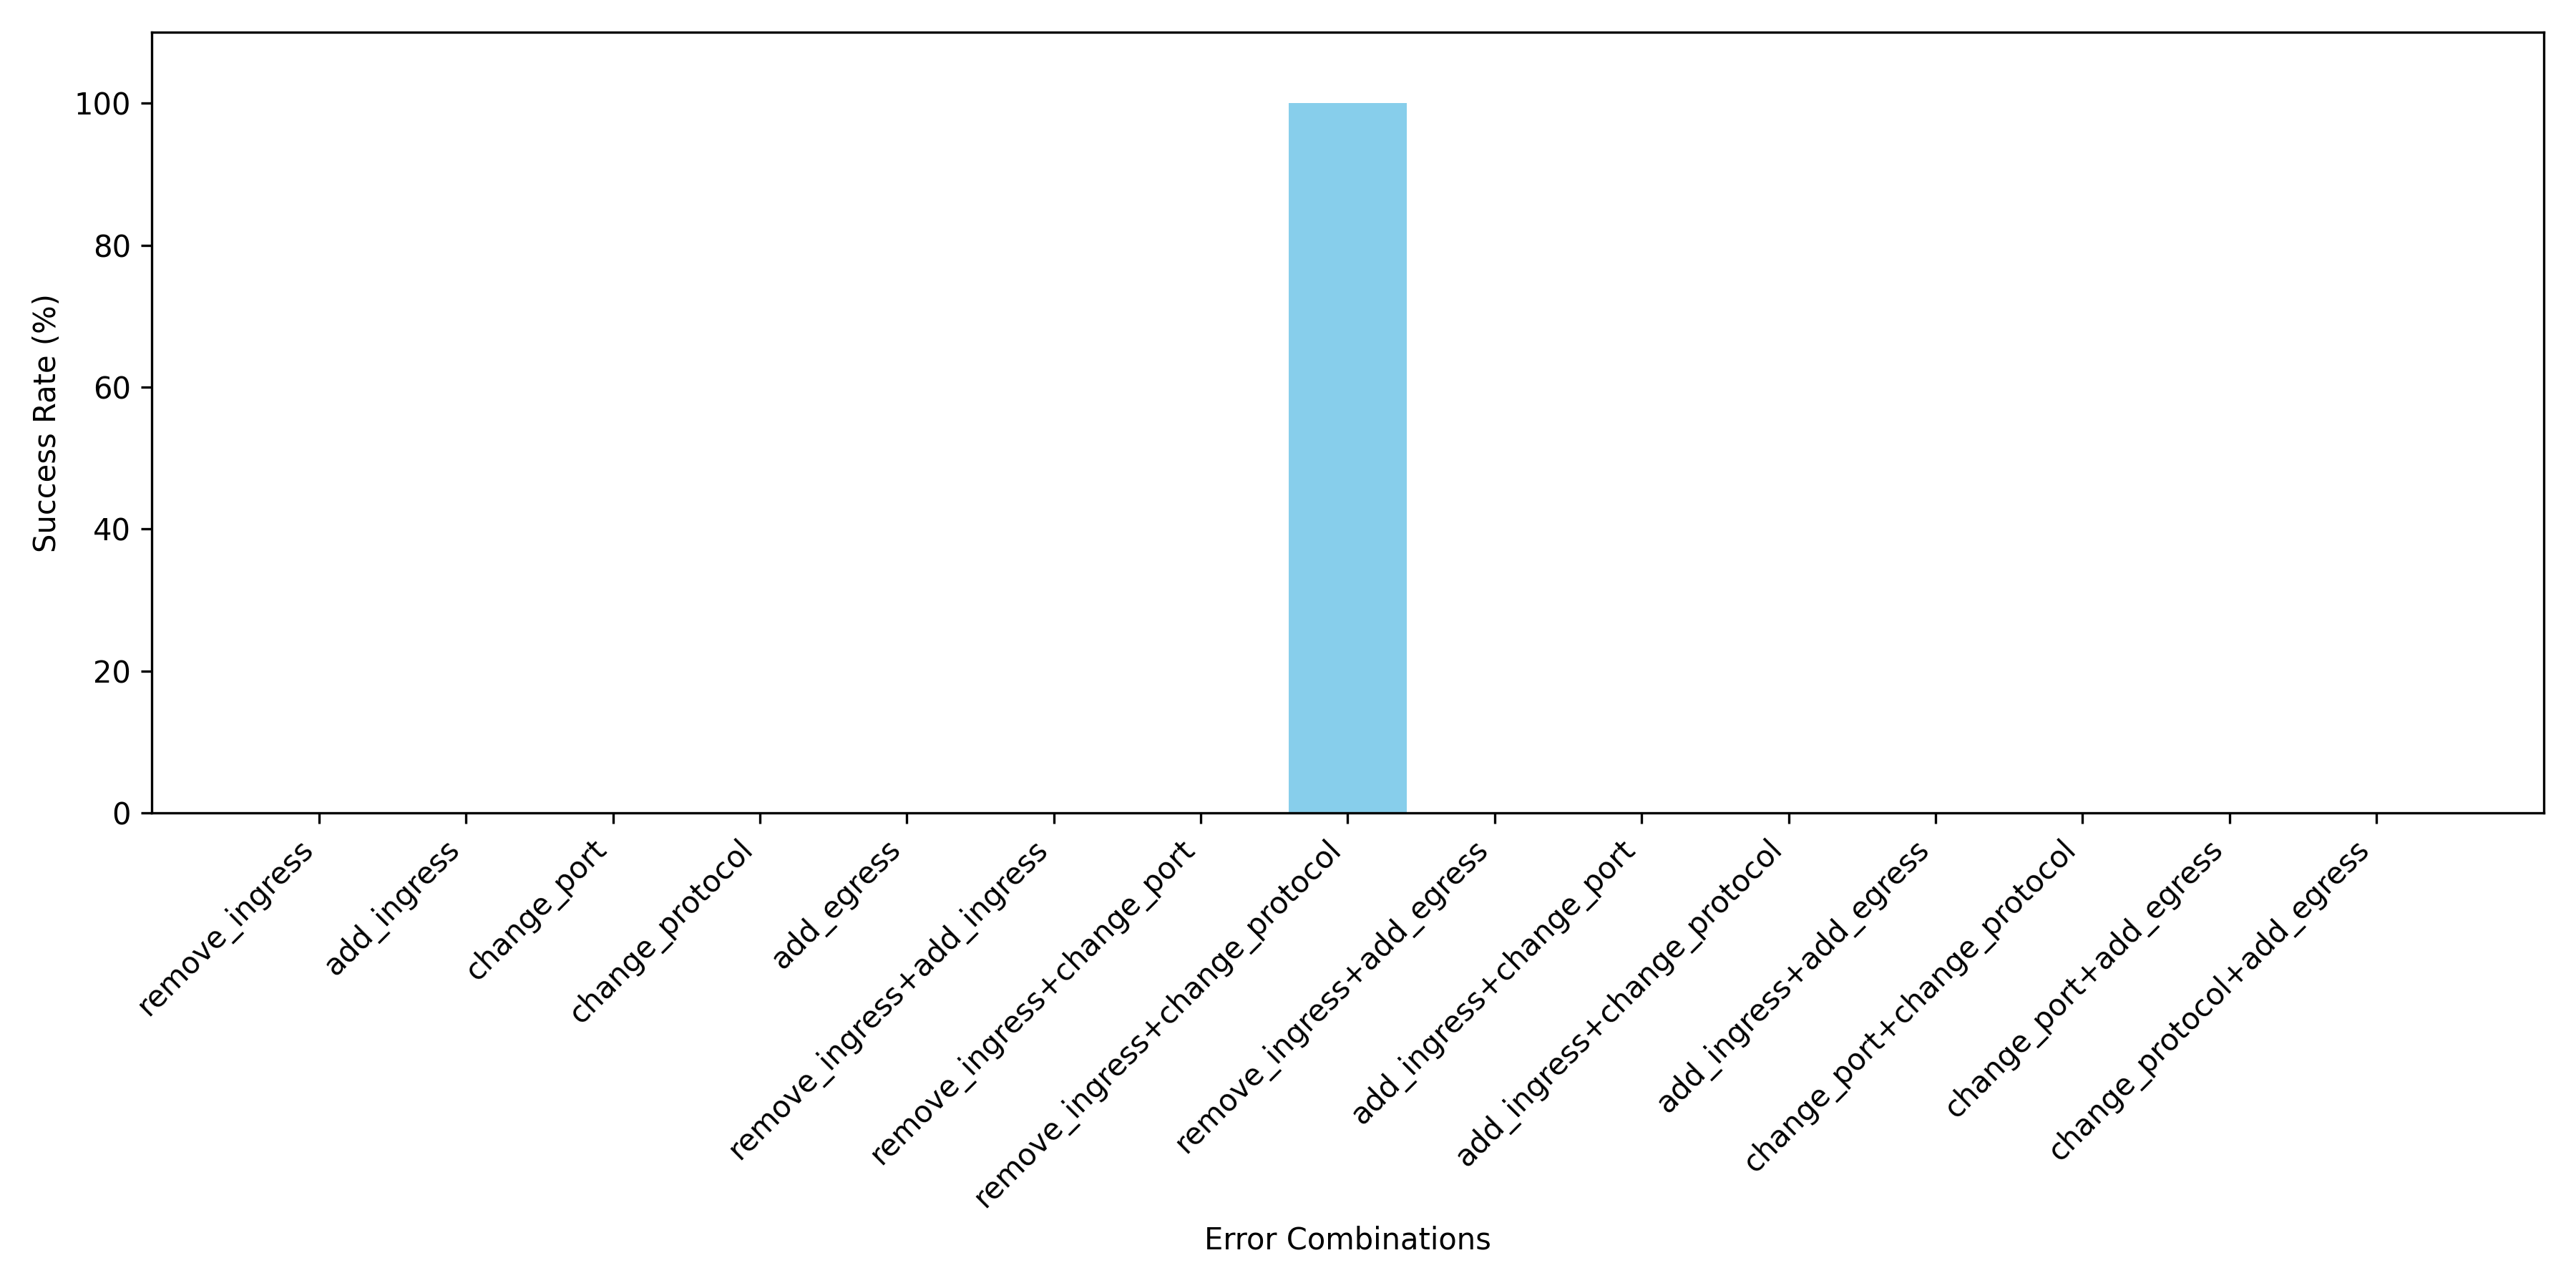 Success Rate (%)
100
80
60
40
20
0
remove_ingress
add_ingress
change_port
change_protocol
add_egress
remove_ingress+add_ingress
remove_ingress+change_port
remove_ingress+change_protocol
remove_ingress+add_egress
add_ingress+change_port
add_ingress+change_protocol
add_ingress+add_egress
change_port+change_protocol
change_port+add_egress
change_protocol+add_egress
Error Combinations